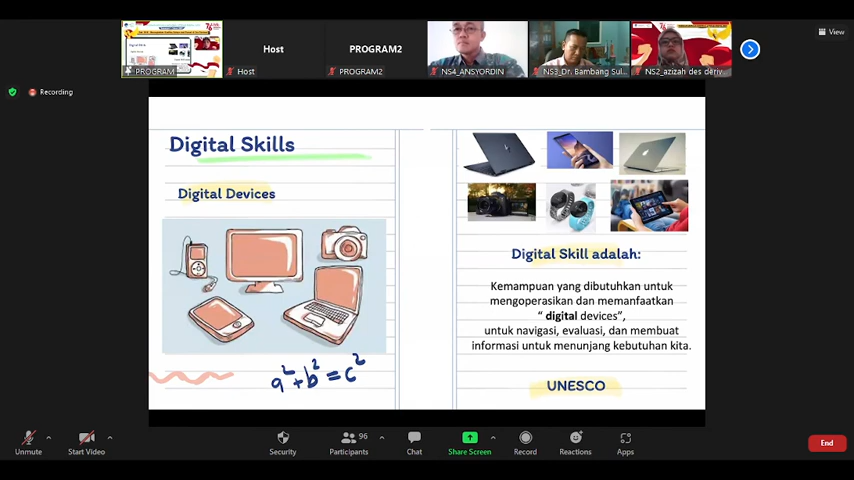 Host
PROGRAM2
View
PROGRAM
Host
PROGRAM2
NS4_ANSYORDIN
NS3_Dr. Bambang Sul...
NS2_azizah des deriv...
Recording
Digital Skills
Digital Devices
a²+b²=c²
Digital Skill adalah:
Kemampuan yang dibutuhkan untuk
mengoperasikan dan memanfaatkan
“ digital devices”,
untuk navigasi, evaluasi, dan membuat
informasi untuk menunjang kebutuhan kita.
UNESCO
Unmute
Start Video
Security
96
Participants
Chat
Share Screen
Record
Reactions
Apps
End